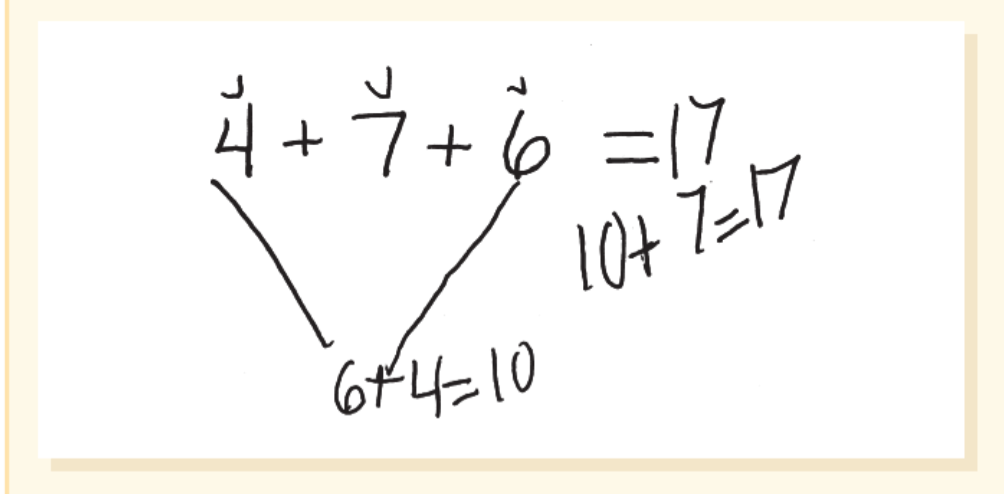 4 + 7 + 6 = 17
10 + 7 = 17
6 + 4 = 10